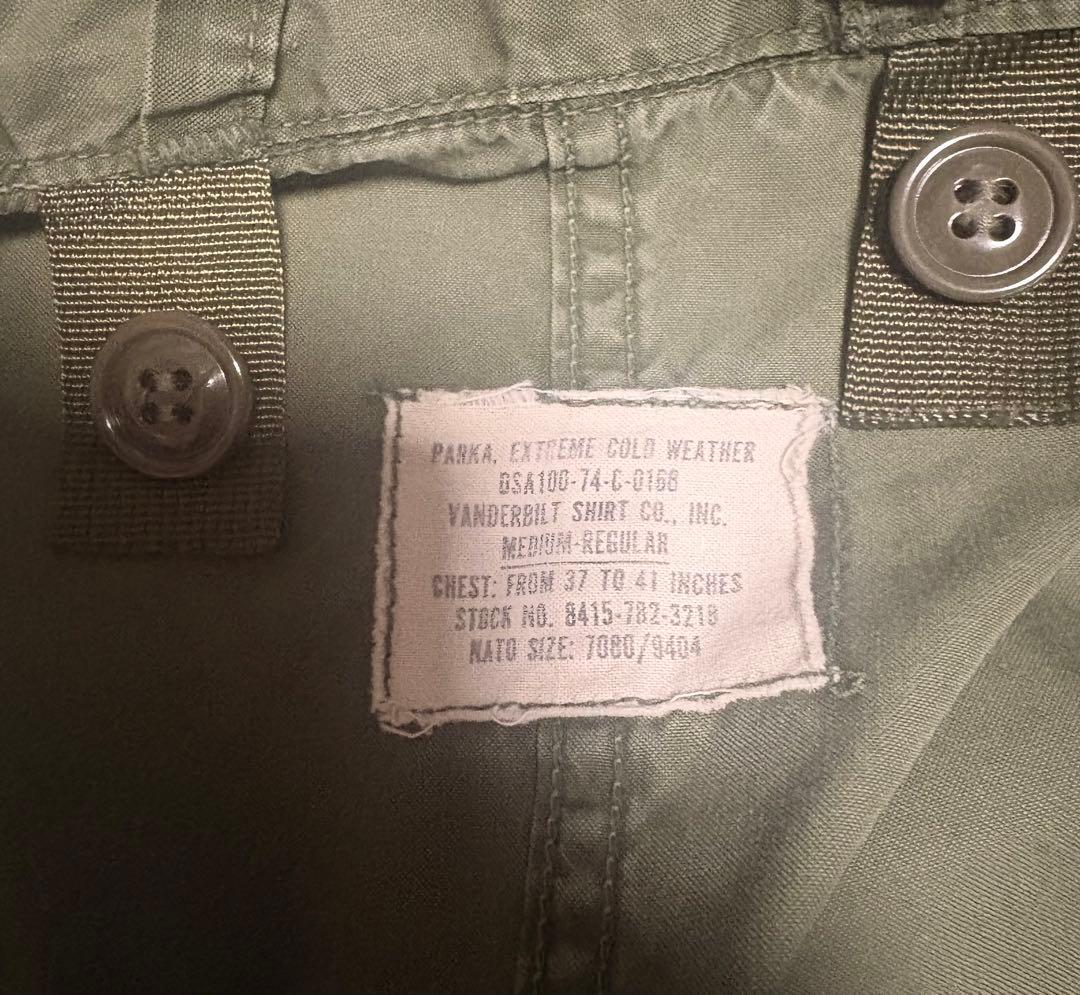 PARKA, EXTREME COLD WEATHER
DSA100-74-C-0168
VANDERBILT SHIRT CO., INC.
MEDIUM-REGULAR
CHEST: FROM 37 TO 41 INCHES
STOCK NO. 8415-782-3218
NATO SIZE: 7080/9404